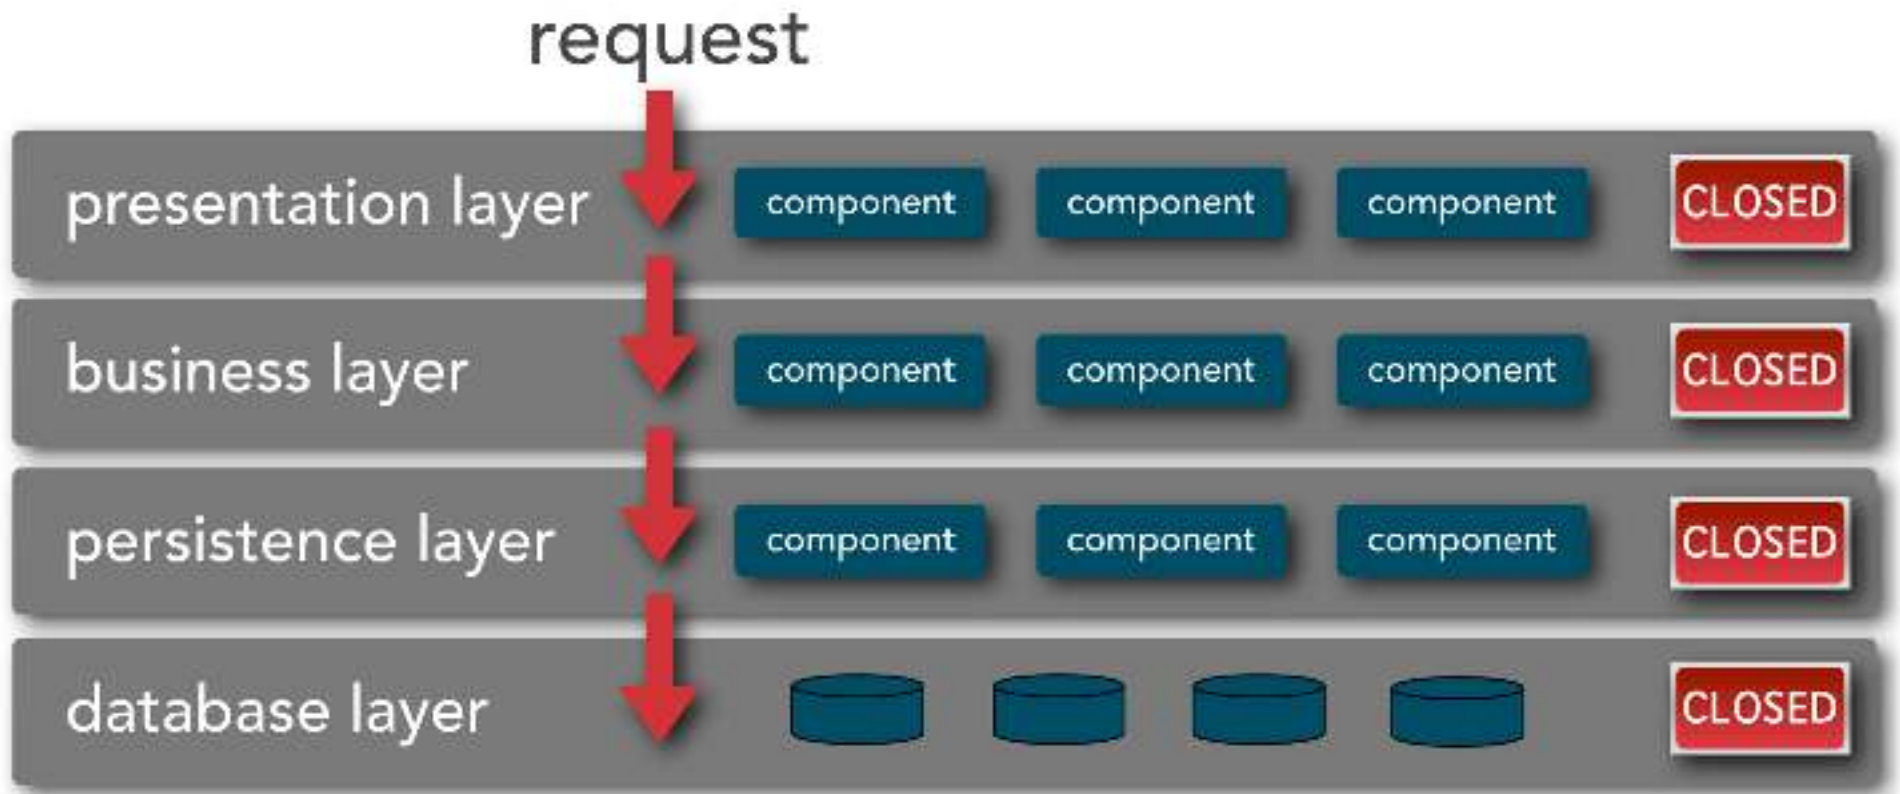 request
presentation layer component component component CLOSED
business layer component component component CLOSED
persistence layer component component component CLOSED
database layer CLOSED